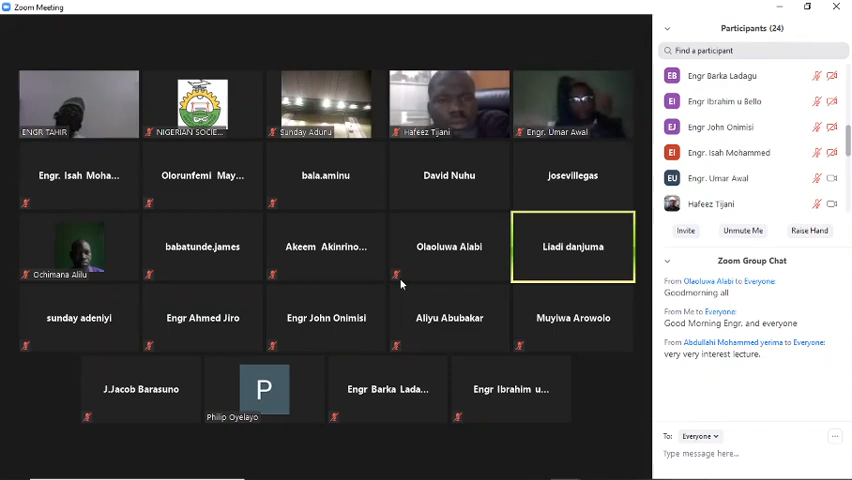 Zoom Meeting
ENGR TAHIR
NIGERIAN SOCIE...
Sunday Aduru
Hafeez Tijani
Engr. Umar Awal
Engr. Isah Moha...
Olorunfemi May...
bala.aminu
David Nuhu
josevillegas
Ochimana Alilu
babatunde.james
Akeem Akinrino...
Olaoluwa Alabi
Liadi danjuma
sunday adeniyi
Engr Ahmed Jiro
Engr John Onimisi
Aliyu Abubakar
Muyiwa Arowolo
J.Jacob Barasuno
P
Philip Oyelayo
Engr Barka Lada...
Engr Ibrahim u...
Participants (24)
Find a participant
EB Engr Barka Ladagu
EI Engr Ibrahim u Bello
EJ Engr John Onimisi
EI Engr. Isah Mohammed
EU Engr. Umar Awal
Hafeez Tijani
Invite Unmute Me Raise Hand
Zoom Group Chat
From Olaoluwa Alabi to Everyone:
Goodmorning all
From Me to Everyone:
Good Morning Engr. and everyone
From Abdullahi Mohammed yerima to Everyone:
very very interest lecture.
To: Everyone
Type message here...